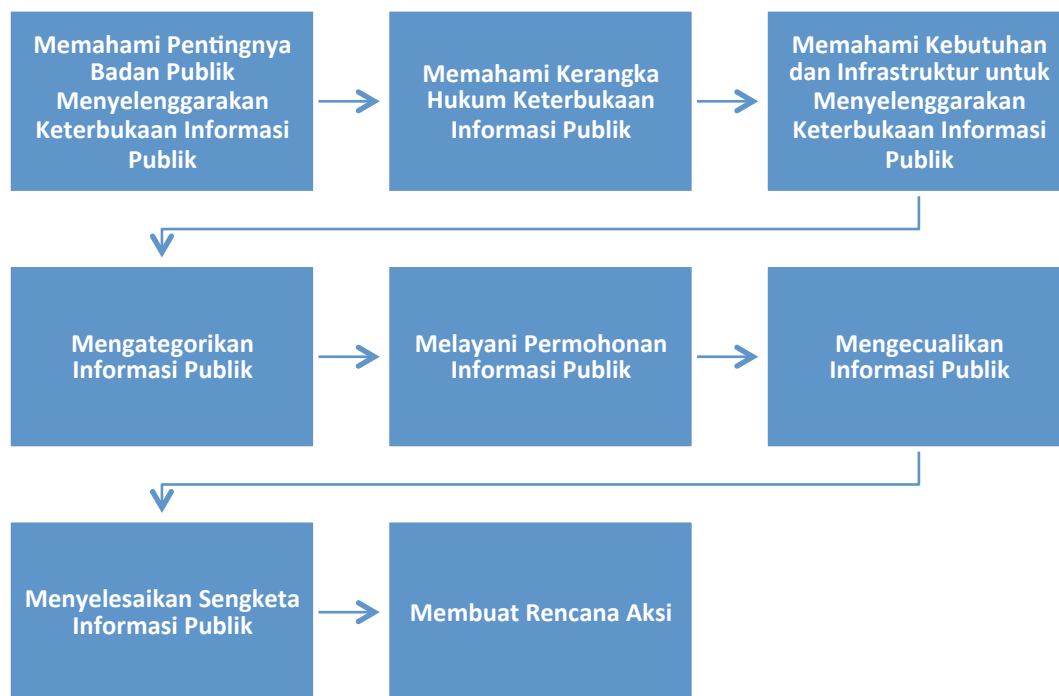 Memahami Pentingnya
Badan Publik
Menyelenggarakan
Keterbukaan Informasi
Publik
Memahami Kerangka
Hukum Keterbukaan
Informasi Publik
Memahami Kebutuhan
dan Infrastruktur untuk
Menyelenggarakan
Keterbukaan Informasi
Publik
Mengategorikan
Informasi Publik
Melayani Permohonan
Informasi Publik
Mengecualikan
Informasi Publik
Menyelesaikan Sengketa
Informasi Publik
Membuat Rencana Aksi